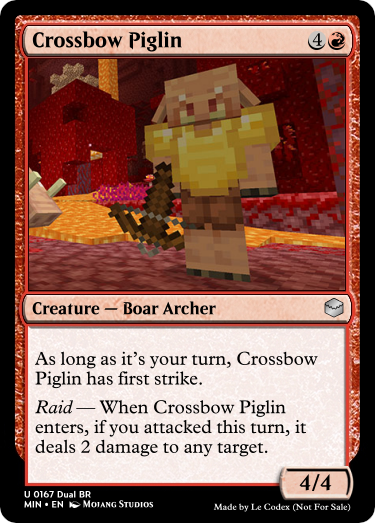 Crossbow Piglin 4
Creature — Boar Archer
As long as it's your turn, Crossbow
Piglin has first strike.
Raid — When Crossbow Piglin
enters, if you attacked this turn, it
deals 2 damage to any target.
4/4
U 0167 Dual BR
MIN • EN Mojang Studios
Made by Le Codex (Not For Sale)